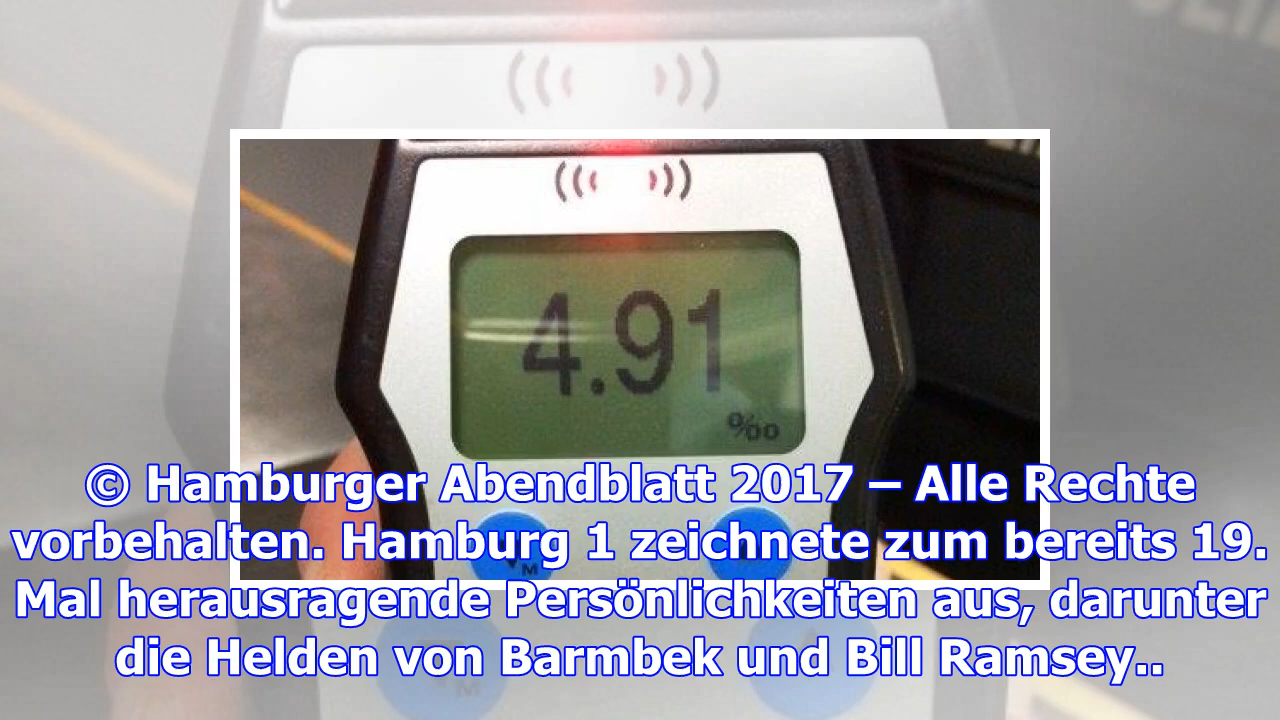 4.91
‰
© Hamburger Abendblatt 2017 – Alle Rechte
vorbehalten. Hamburg 1 zeichnete zum bereits 19.
Mal herausragende Persönlichkeiten aus, darunter
die Helden von Barmbek und Bill Ramsey..